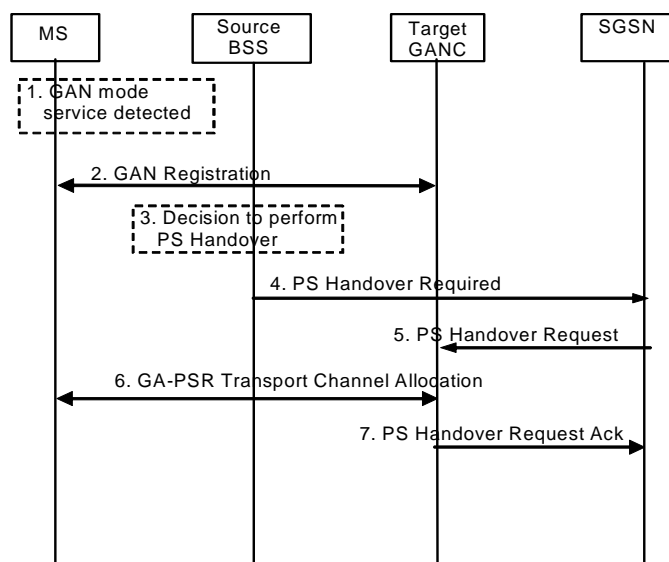 MS
Source
BSS
Target
GANC
SGSN
1. GAN mode
service detected
2. GAN Registration
3. Decision to perform
PS Handover
4. PS Handover Required
5. PS Handover Request
6. GA-PSR Transport Channel Allocation
7. PS Handover Request Ack